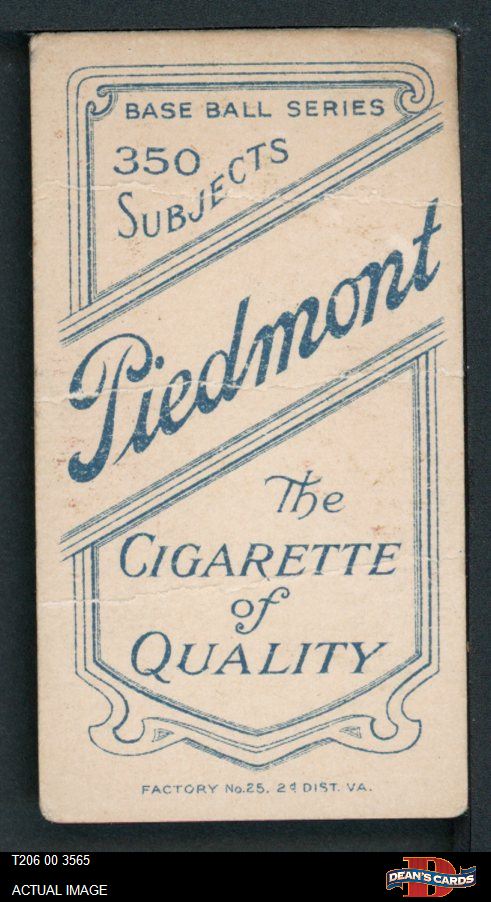 BASE BALL SERIES
350
SUBJECTS
Piedmont
The
CIGARETTE
of
QUALITY
FACTORY No. 25. 2d DIST. VA.
T206 00 3565
ACTUAL IMAGE
D
DEAN'S CARDS